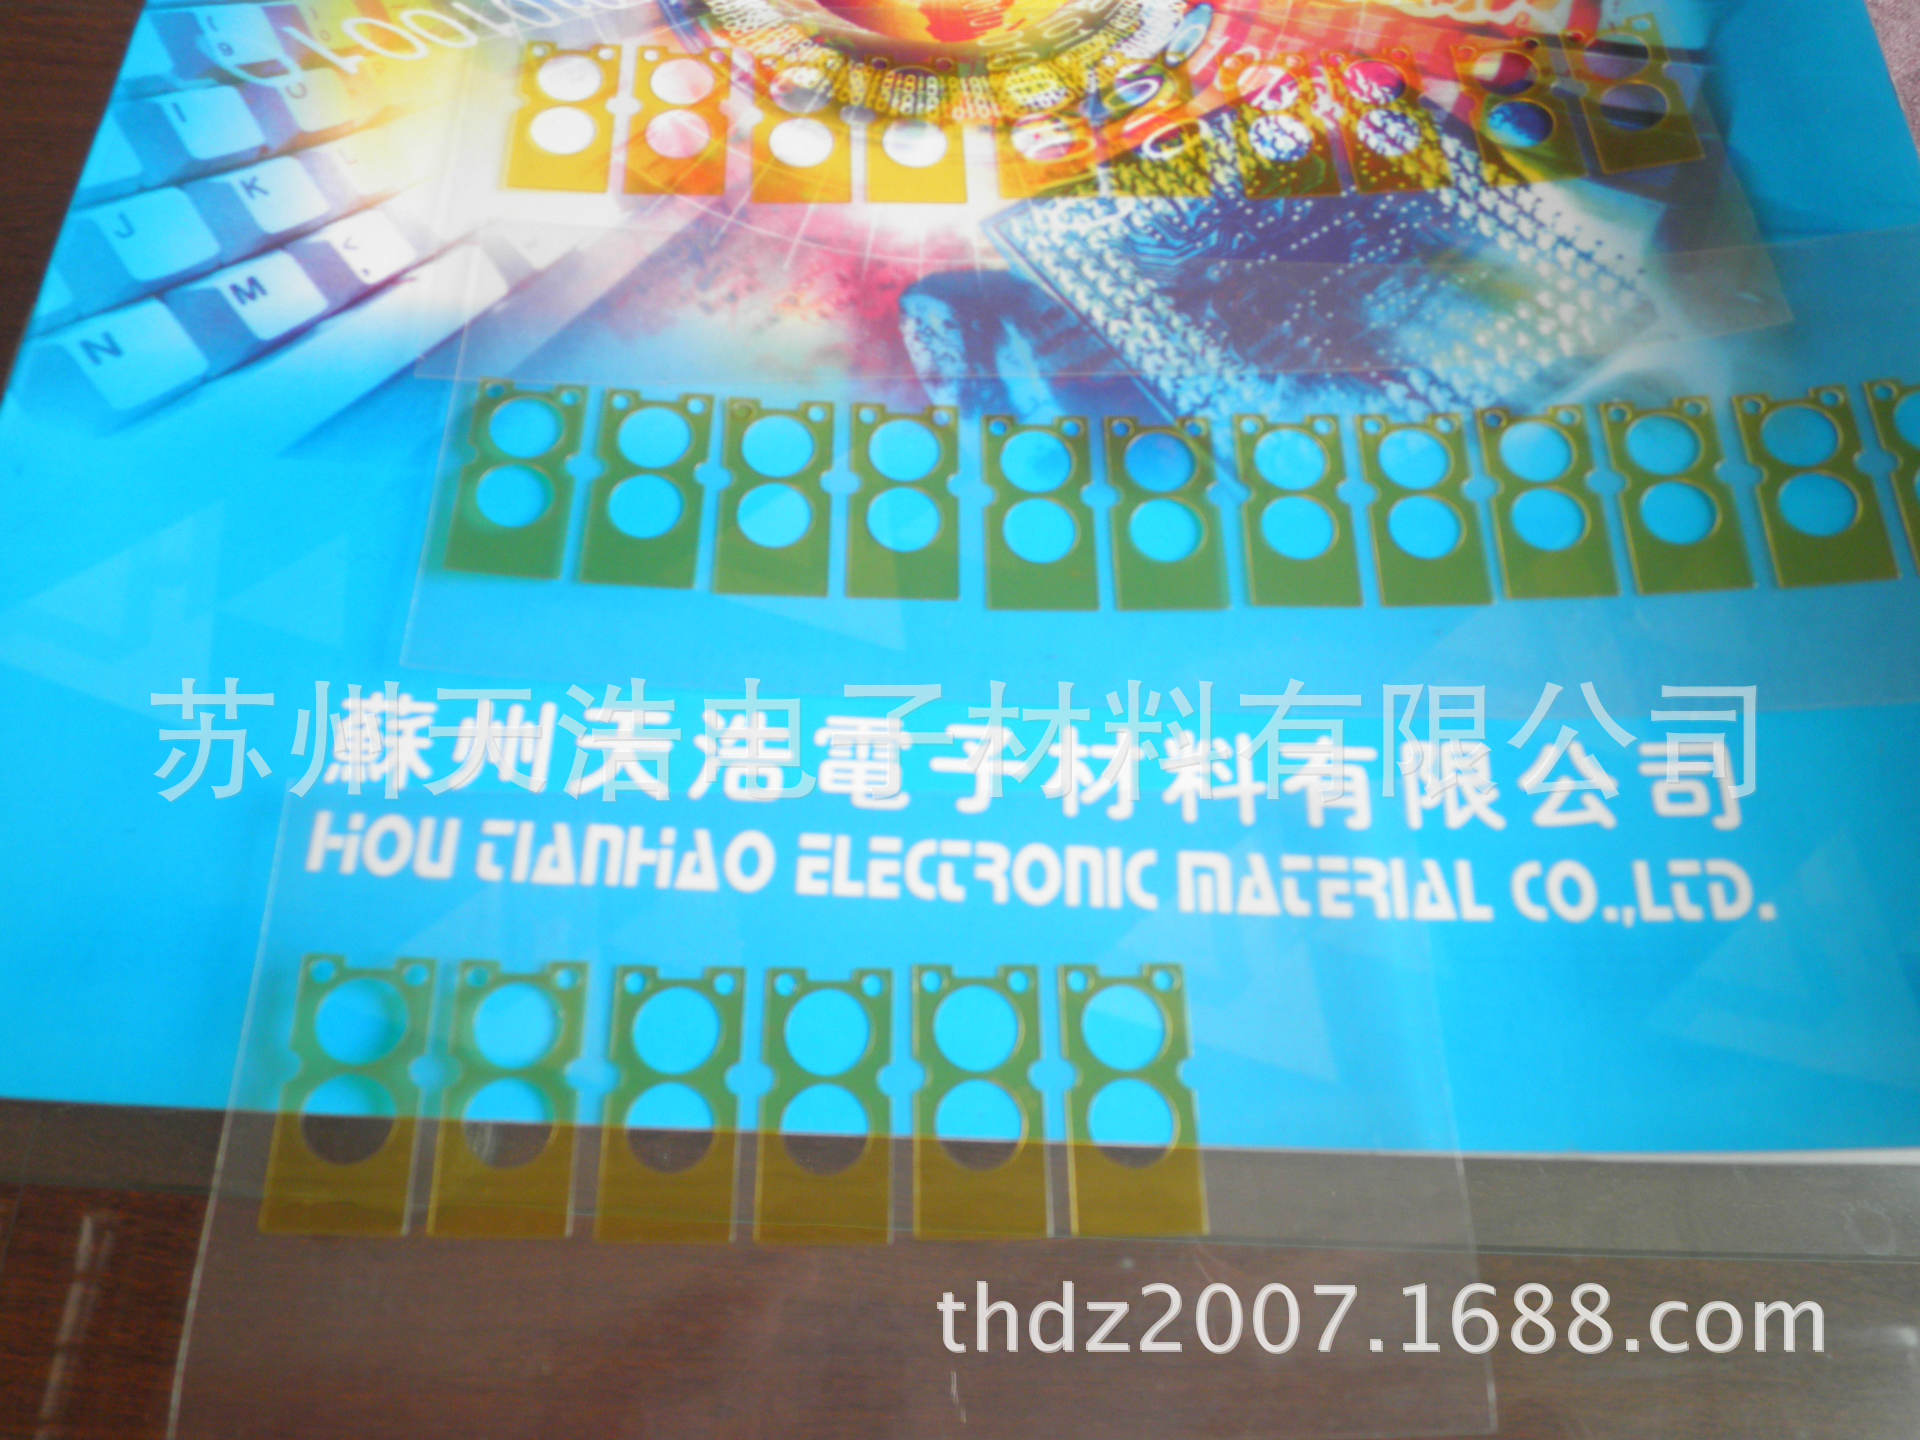 J
K
N
M
苏州天浩电子材料有限公司
蘇州天浩電子材料有限公司
HOU TIANHAO ELECTRONIC MATERIAL CO.,LTD.
thdz2007.1688.com